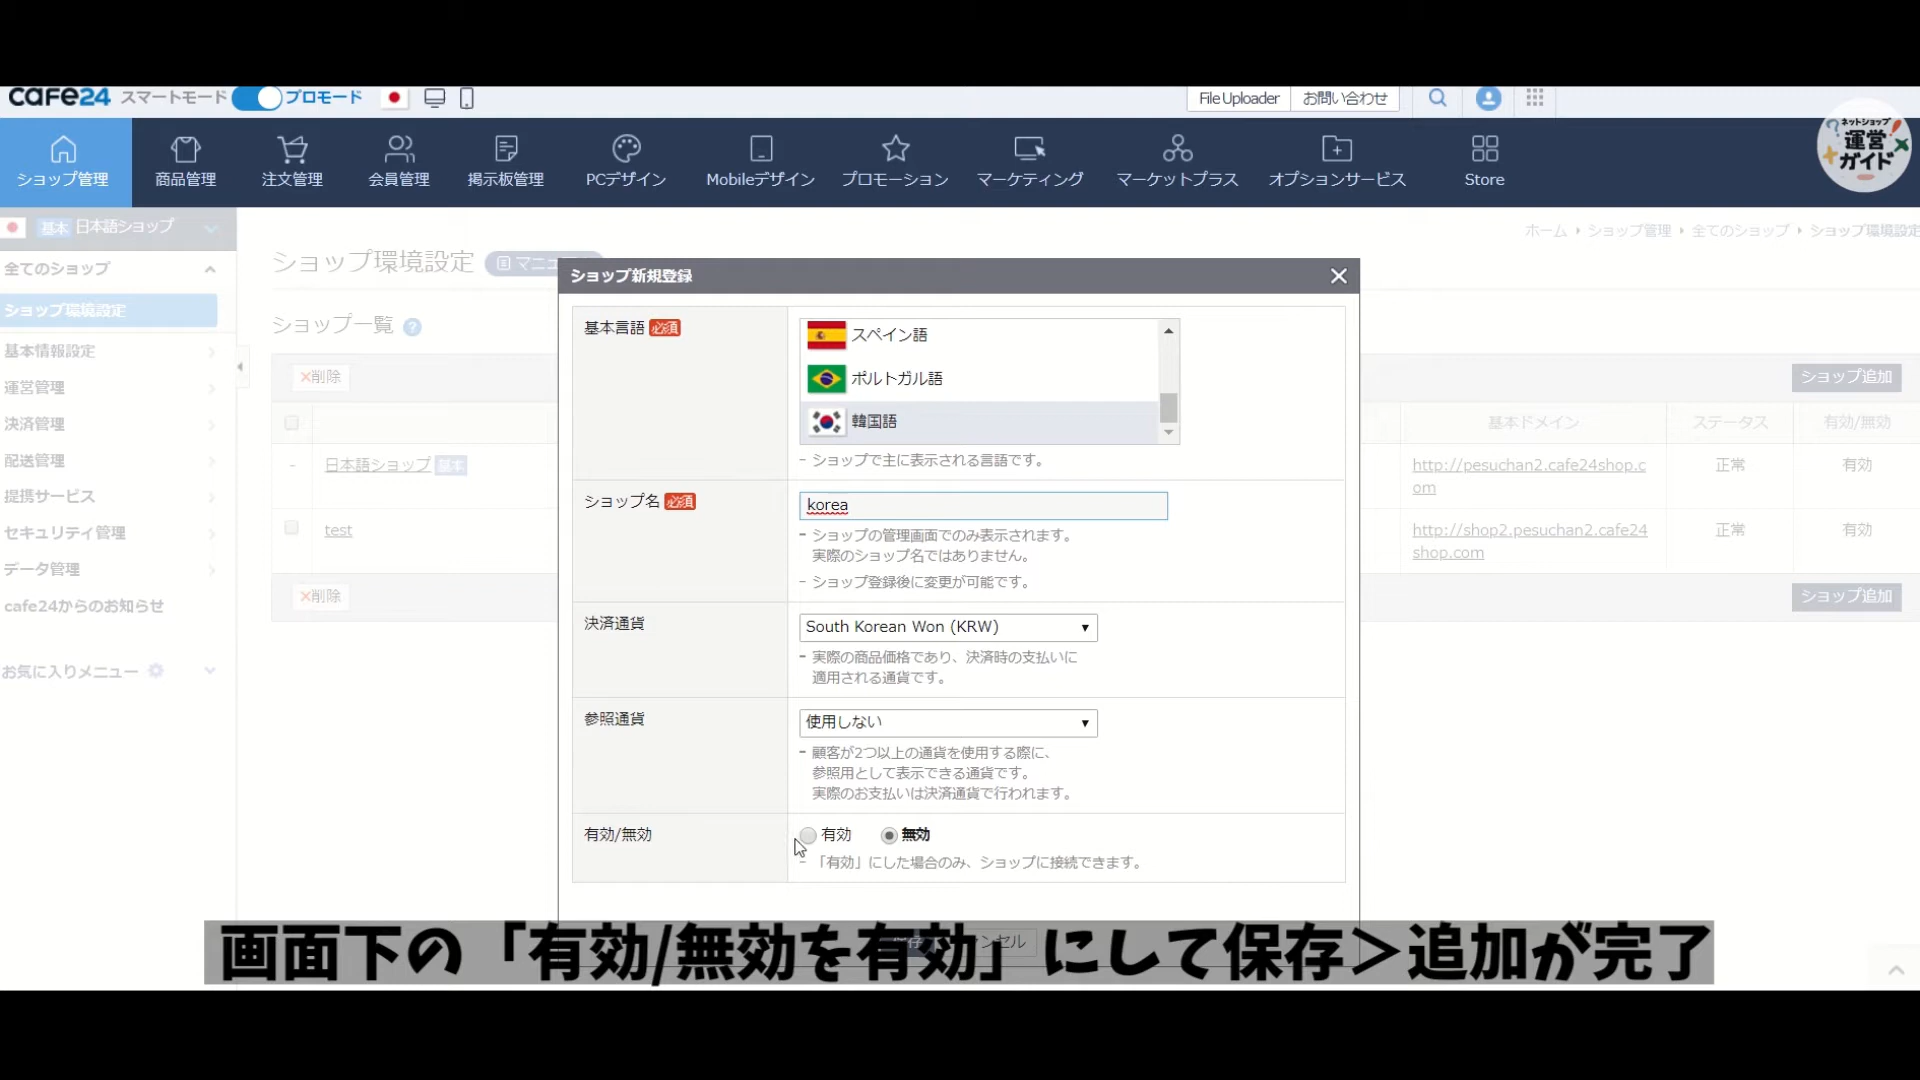 cafe24 スマートモード プロモード
File Uploader お問い合わせ
ネットショップ
運営
ガイド
ショップ管理 商品管理 注文管理 会員管理 掲示板管理 PCデザイン Mobileデザイン プロモーション マーケティング マーケットプラス オプションサービス Store
基本 日本語ショップ
ホーム ショップ管理 全てのショップ ショップ環境設定
全てのショップ
ショップ環境設定
基本情報設定
運営管理
決済管理
配送管理
提携サービス
セキュリティ管理
データ管理
cafe24からのお知らせ
お気に入りメニュー
ショップ環境設定
ショップ一覧 ?
×削除 ショップ追加
基本ドメイン ステータス 有効/無効
- 日本語ショップ 基本 http://pesuchan2.cafe24shop.c 正常 有効
om
test http://shop2.pesuchan2.cafe24 正常 有効
shop.com
×削除 ショップ追加
ショップ新規登録
基本言語 必須
スペイン語
ポルトガル語
韓国語
- ショップで主に表示される言語です。
ショップ名 必須
korea
- ショップの管理画面でのみ表示されます。
実際のショップ名ではありません。
- ショップ登録後に変更が可能です。
決済通貨
South Korean Won (KRW)
- 実際の商品価格であり、決済時の支払いに
適用される通貨です。
参照通貨
使用しない
- 顧客が2つ以上の通貨を使用する際に、
参照用として表示できる通貨です。
実際のお支払いは決済通貨で行われます。
有効/無効
有効 無効
- 「有効」にした場合のみ、ショップに接続できます。
画面下の「有効/無効を有効」にして保存＞追加が完了